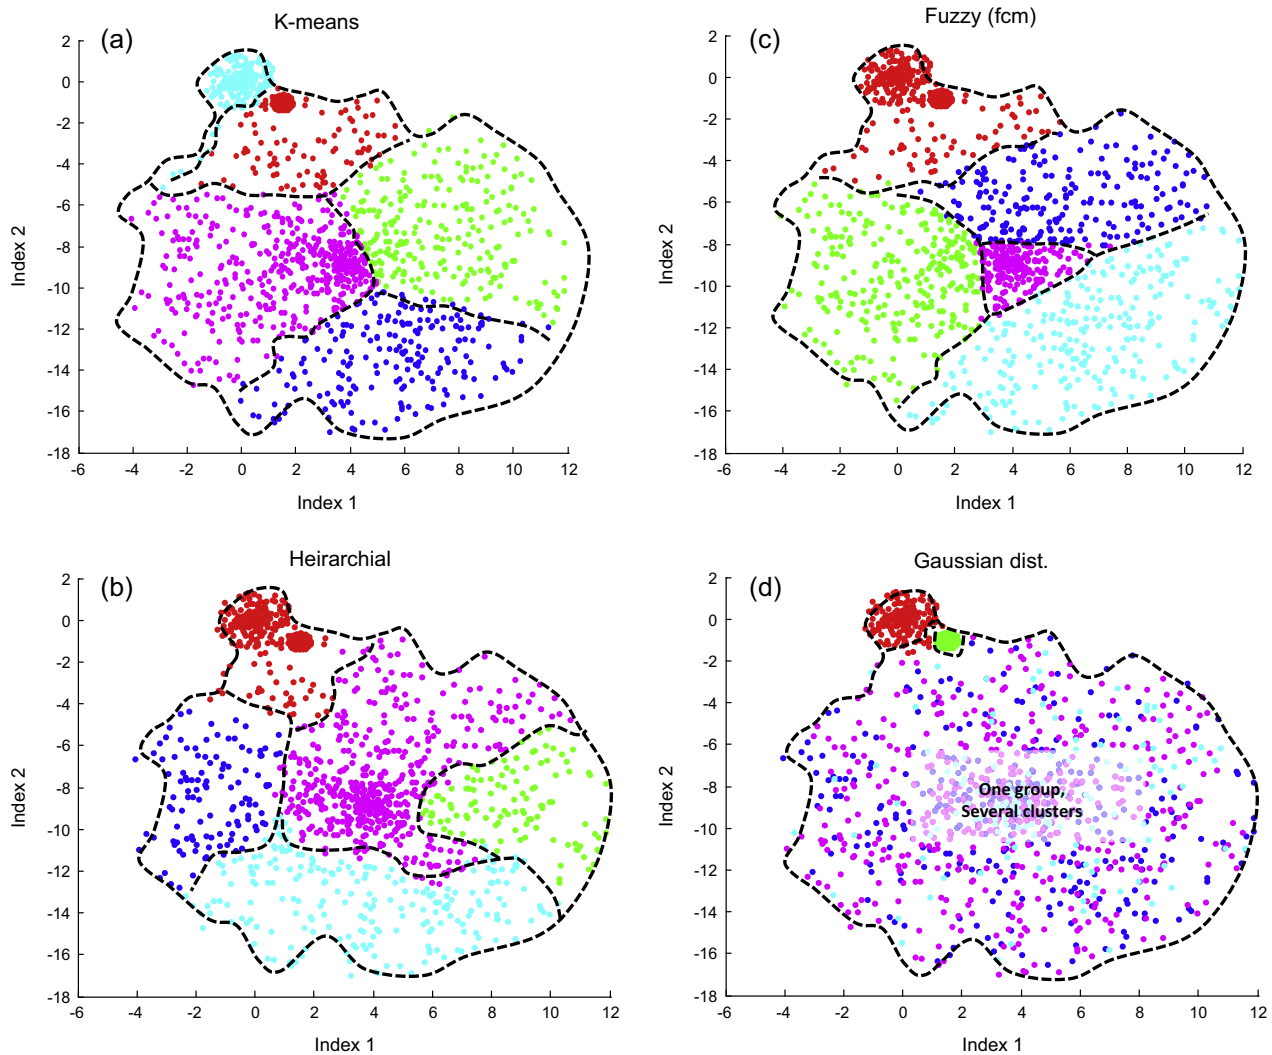 K-means
(a)
2
0
-2
-4
-6
-8
-10
-12
-14
-16
-18
Index 2
-6 -4 -2 0 2 4 6 8 10 12
Index 1
Fuzzy (fcm)
(c)
2
0
-2
-4
-6
-8
-10
-12
-14
-16
-18
Index 2
-6 -4 -2 0 2 4 6 8 10 12
Index 1
Heirarchial
(b)
2
0
-2
-4
-6
-8
-10
-12
-14
-16
-18
Index 2
-6 -4 -2 0 2 4 6 8 10 12
Index 1
Gaussian dist.
(d)
2
0
-2
-4
-6
-8
-10
-12
-14
-16
-18
Index 2
One group,
Several clusters
-6 -4 -2 0 2 4 6 8 10 12
Index 1